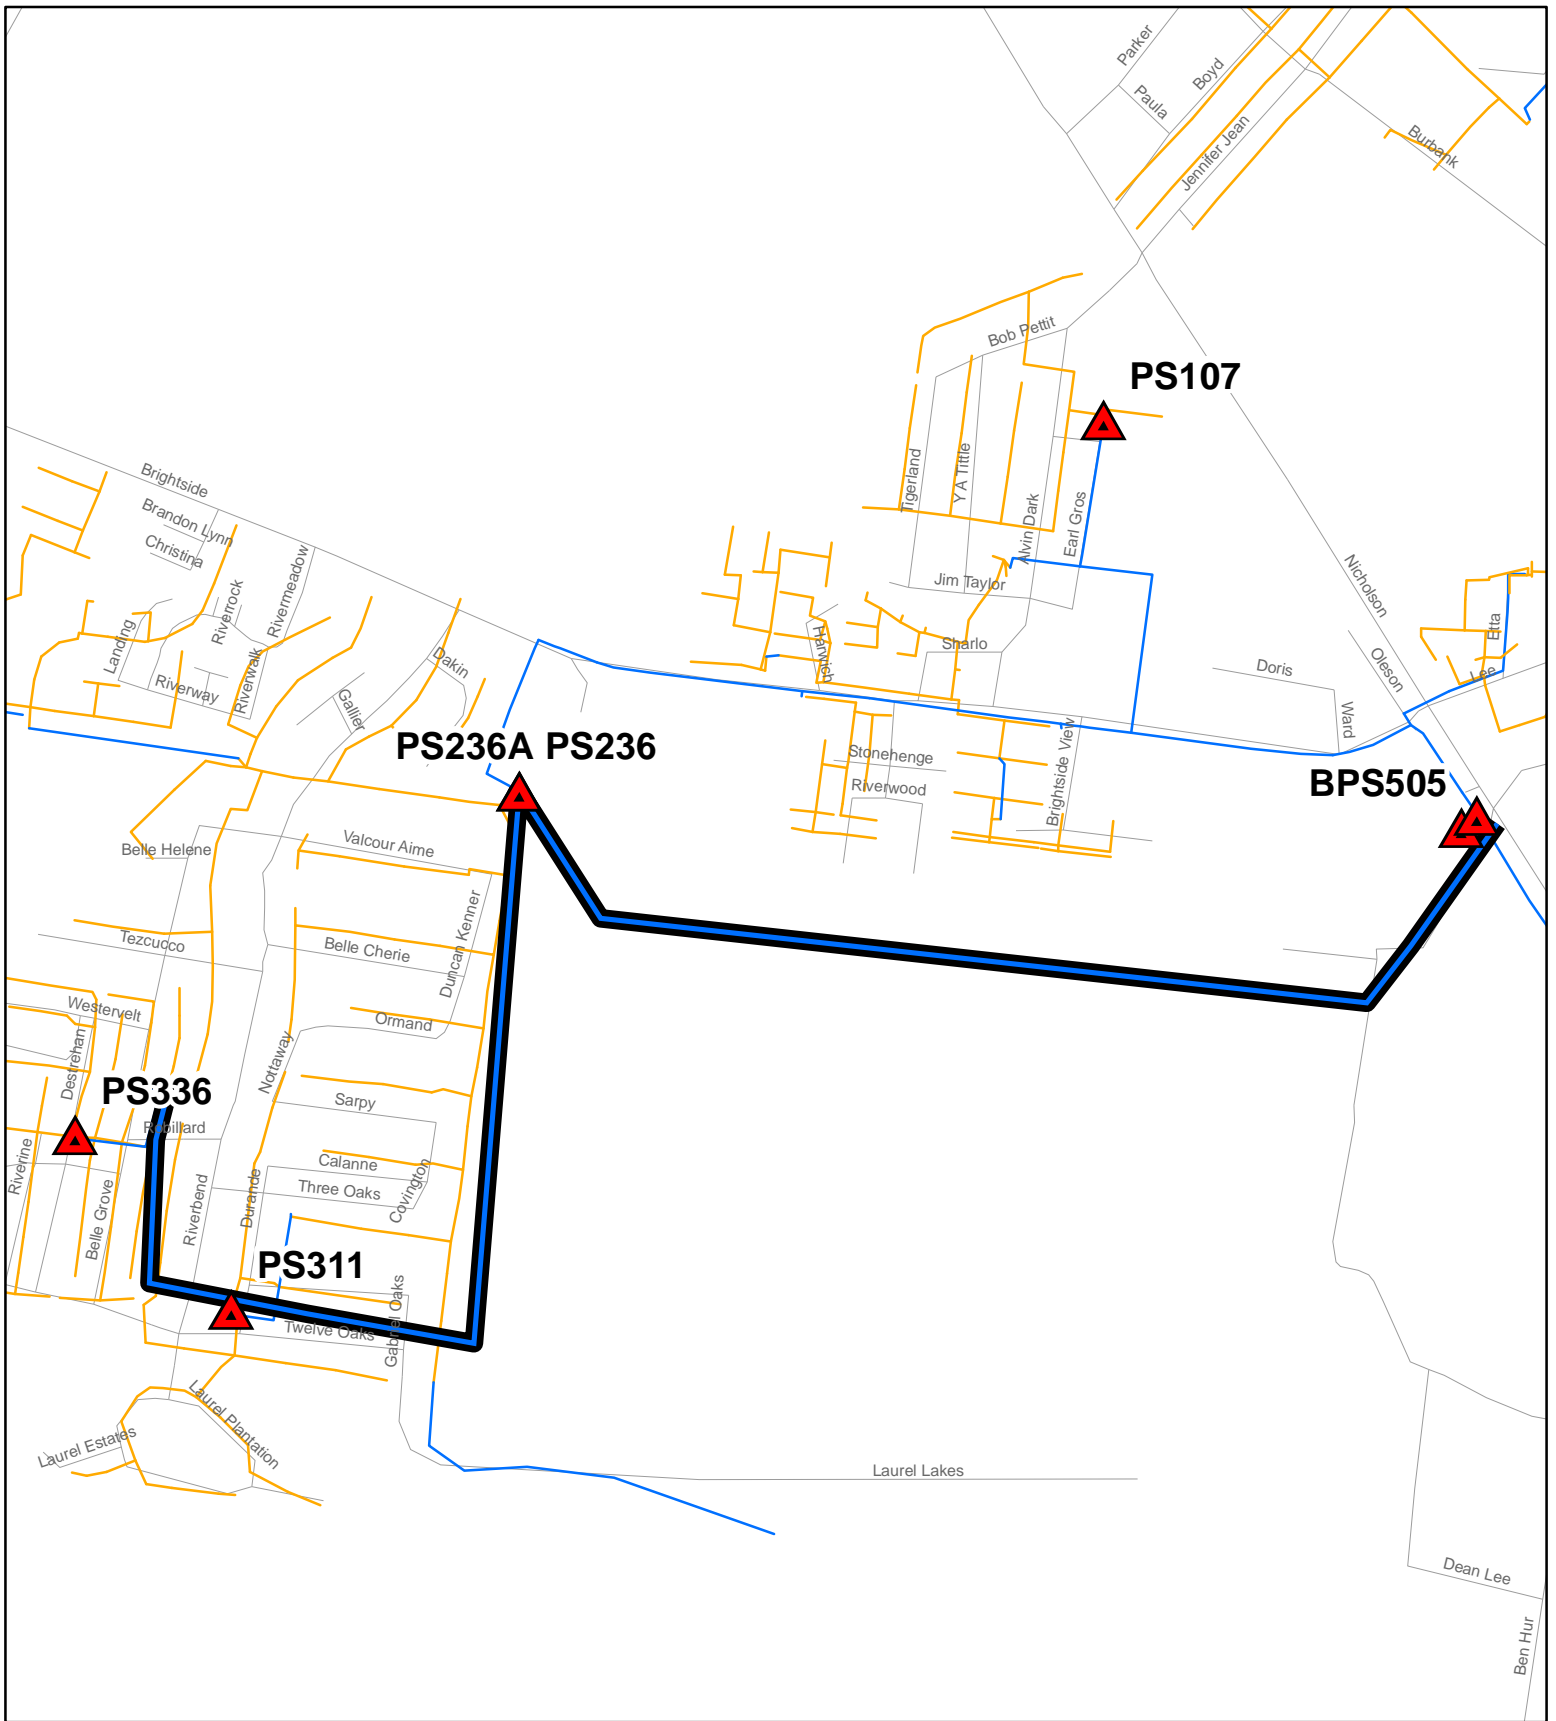 Parker
Boyd
Paula
Jennifer Jean
Burbank
Bob Pettit
PS107
Tigerland
Y A Tittle
Alvin Dark
Earl Gros
Brightside
Brandon Lynn
Christina
Rivermeadow
Riverrock
Nicholson
Jim Taylor
Landing
Harwich
Sharlo
Etta
Oleson
Lee
Doris
Dakin
Riverway
Riverwalk
Gallier
Ward
PS236A PS236
Stonehenge
Brightside View
Riverwood
BPS505
Valcour Aime
Belle Helene
Duncan Kenner
Tezcucco
Belle Cherie
Westervelt
Ormand
Destrehan
Nottaway
PS336
Sarpy
Robillard
Riverine
Calanne
Three Oaks
Covington
Durande
Riverbend
Belle Grove
PS311
Gabriel Oaks
Twelve Oaks
Laurel Plantation
Laurel Estates
Laurel Lakes
Dean Lee
Ben Hur